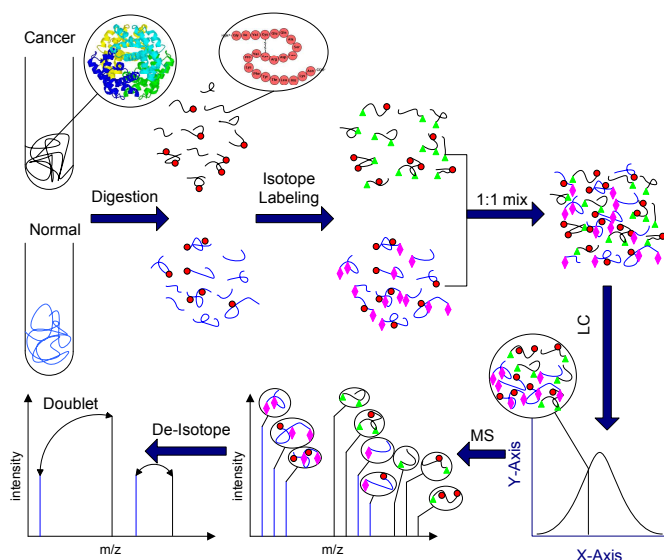 Cancer
Digestion
Isotope
Labeling
1:1 mix
Normal
LC
Doublet
De-Isotope
MS
intensity
m/z
intensity
m/z
Y-Axis
X-Axis